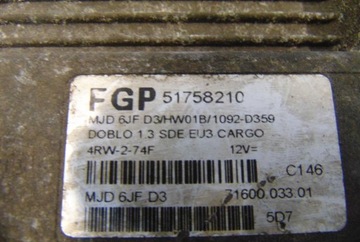 FGP 51758210
MJD 6JF D3/HW01B/1092-D359
DOBLO 1.3 SDE EU3 CARGO
4RW-2-74F 12V=
C146
MJD 6JF D3 71600.033.01
5D7